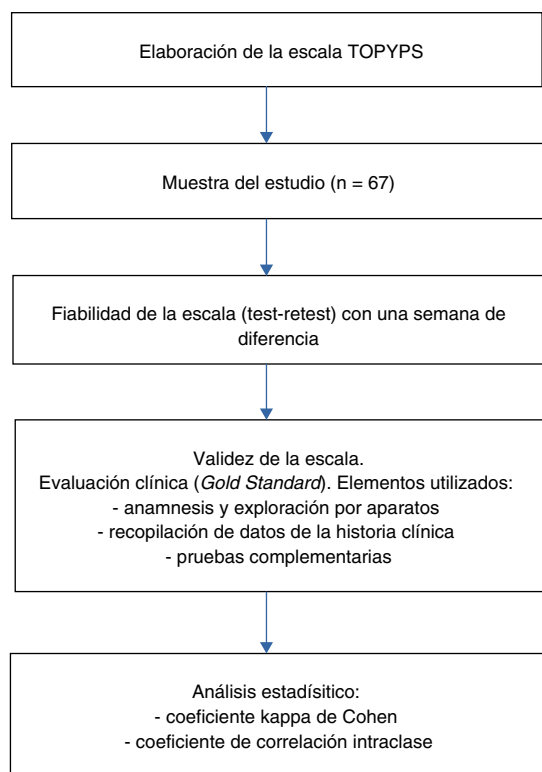 Elaboración de la escala TOPYPS
Muestra del estudio (n = 67)
Fiabilidad de la escala (test-retest) con una semana de
diferencia
Validez de la escala.
Evaluación clínica (Gold Standard). Elementos utilizados:
- anamnesis y exploración por aparatos
- recopilación de datos de la historia clínica
- pruebas complementarias
Análisis estadísitico:
- coeficiente kappa de Cohen
- coeficiente de correlación intraclase